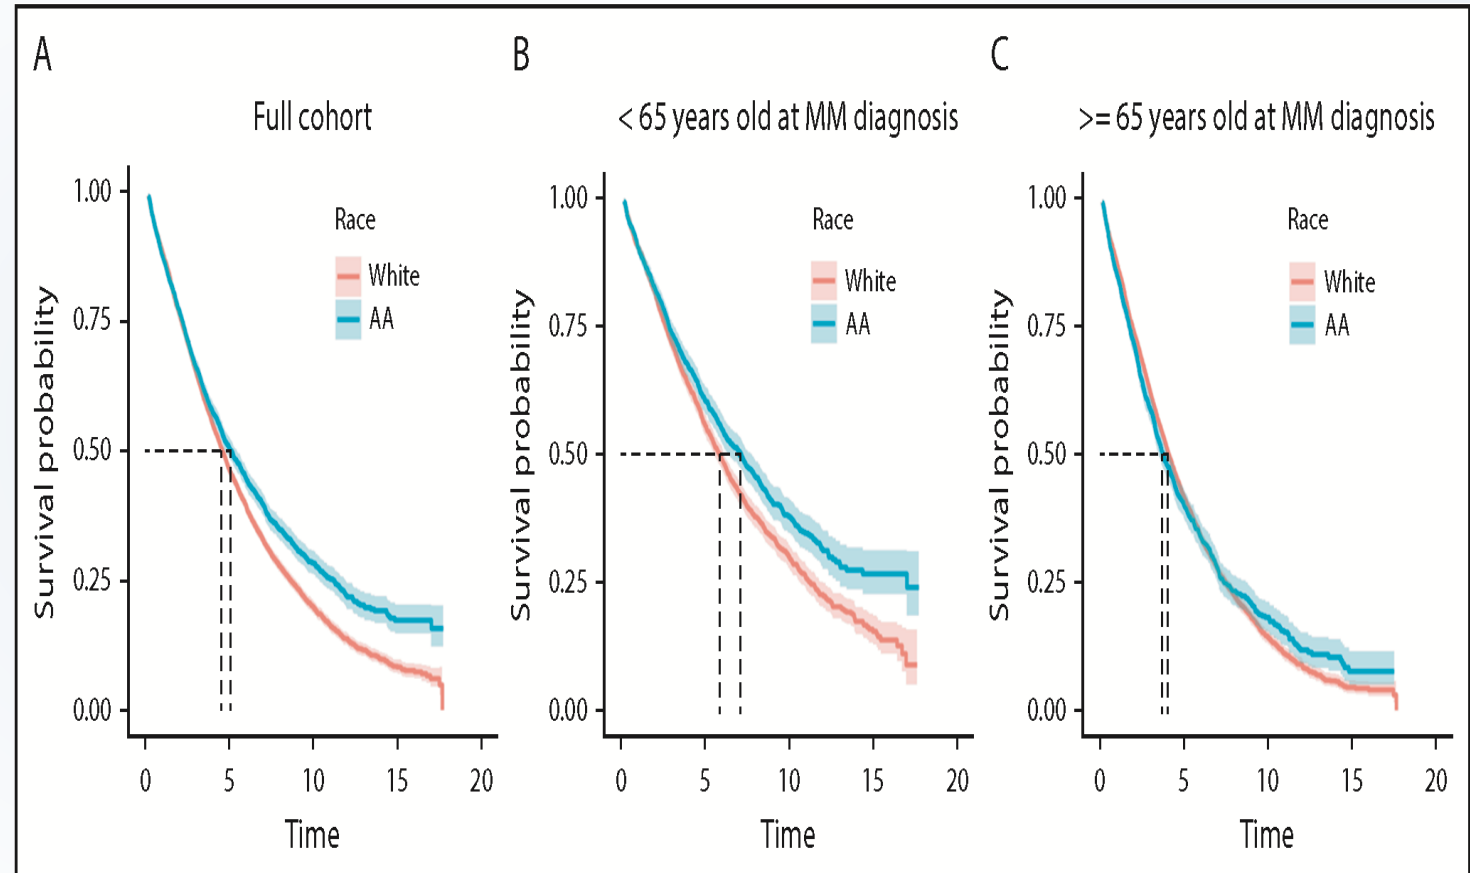 A
Full cohort
Survival probability
1.00
0.75
0.50
0.25
0.00
Race
White
AA
0 5 10 15 20
Time
B
< 65 years old at MM diagnosis
Survival probability
1.00
0.75
0.50
0.25
0.00
Race
White
AA
0 5 10 15 20
Time
C
>= 65 years old at MM diagnosis
Survival probability
1.00
0.75
0.50
0.25
0.00
Race
White
AA
0 5 10 15 20
Time